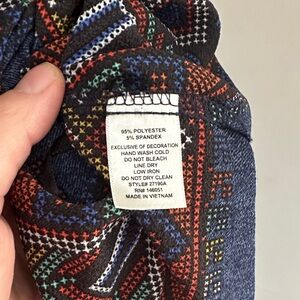 95% POLYESTER
5% SPANDEX
EXCLUSIVE OF DECORATION
HAND WASH COLD
DO NOT BLEACH
LINE DRY
LOW IRON
DO NOT DRY CLEAN
STYLE# 27190A
RN# 146051
MADE IN VIETNAM